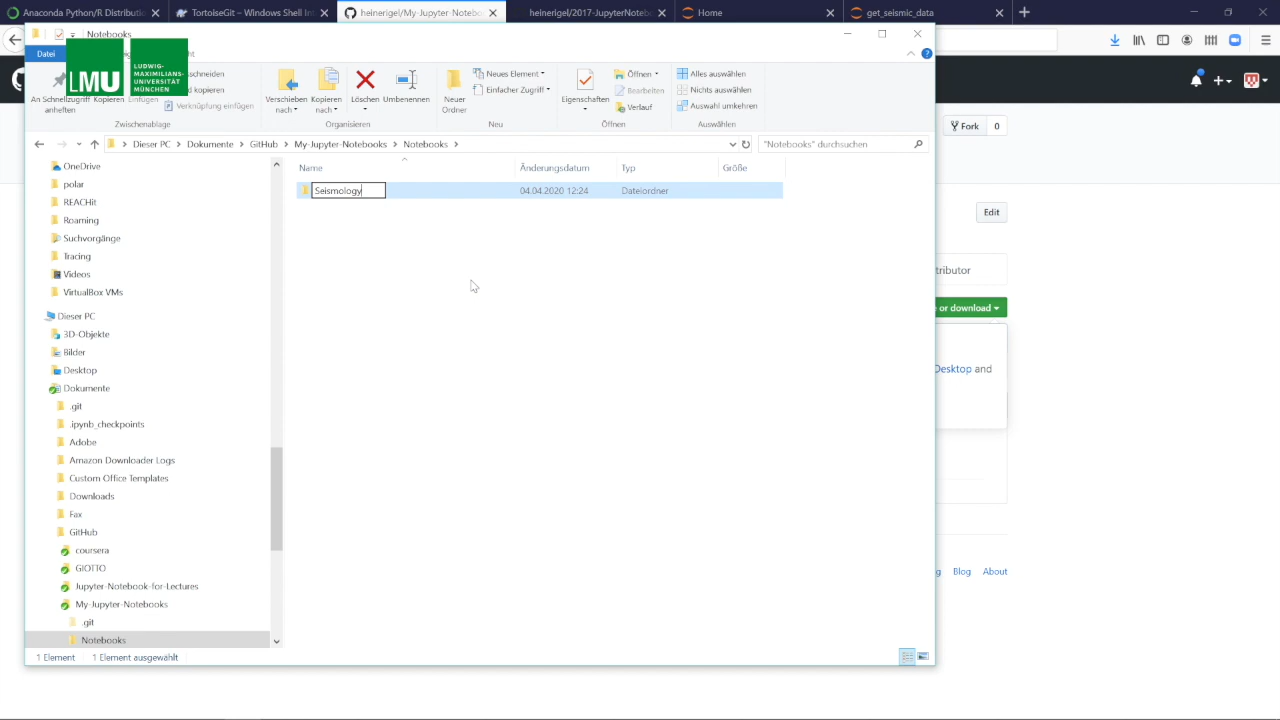 Anaconda Python/R Distributi
TortoiseGit – Windows Shell Int
heinerigel/My-Jupyter-Notebo
heinerigel/2017-JupyterNoteb
Home
get_seismic_data
Notebooks
Datei
LMU
LUDWIG-
MAXIMILIANS-
UNIVERSITÄT
MÜNCHEN
An Schnellzugriff
anheften
Kopieren
Einfügen
schneiden
d kopieren
Verknüpfung einfügen
Zwischenablage
Verschieben
nach
Kopieren
nach
Löschen
Umbenennen
Organisieren
Neuer
Ordner
Neues Element
Einfacher Zugriff
Neu
Eigenschaften
Öffnen
Bearbeiten
Verlauf
Öffnen
Alles auswählen
Nichts auswählen
Auswahl umkehren
Auswählen
Dieser PC
Dokumente
GitHub
My-Jupyter-Notebooks
Notebooks
"Notebooks" durchsuchen
Name
Änderungsdatum
Typ
Größe
Seismology
04.04.2020 12:24
Dateiordner
OneDrive
polar
REACHit
Roaming
Suchvorgänge
Tracing
Videos
VirtualBox VMs
Dieser PC
3D-Objekte
Bilder
Desktop
Dokumente
.git
.ipynb_checkpoints
Adobe
Amazon Downloader Logs
Custom Office Templates
Downloads
Fax
GitHub
coursera
GIOTTO
Jupyter-Notebook-for-Lectures
My-Jupyter-Notebooks
.git
Notebooks
1 Element
1 Element ausgewählt
Fork 0
Edit
tributor
or download
Desktop and
g
Blog
About